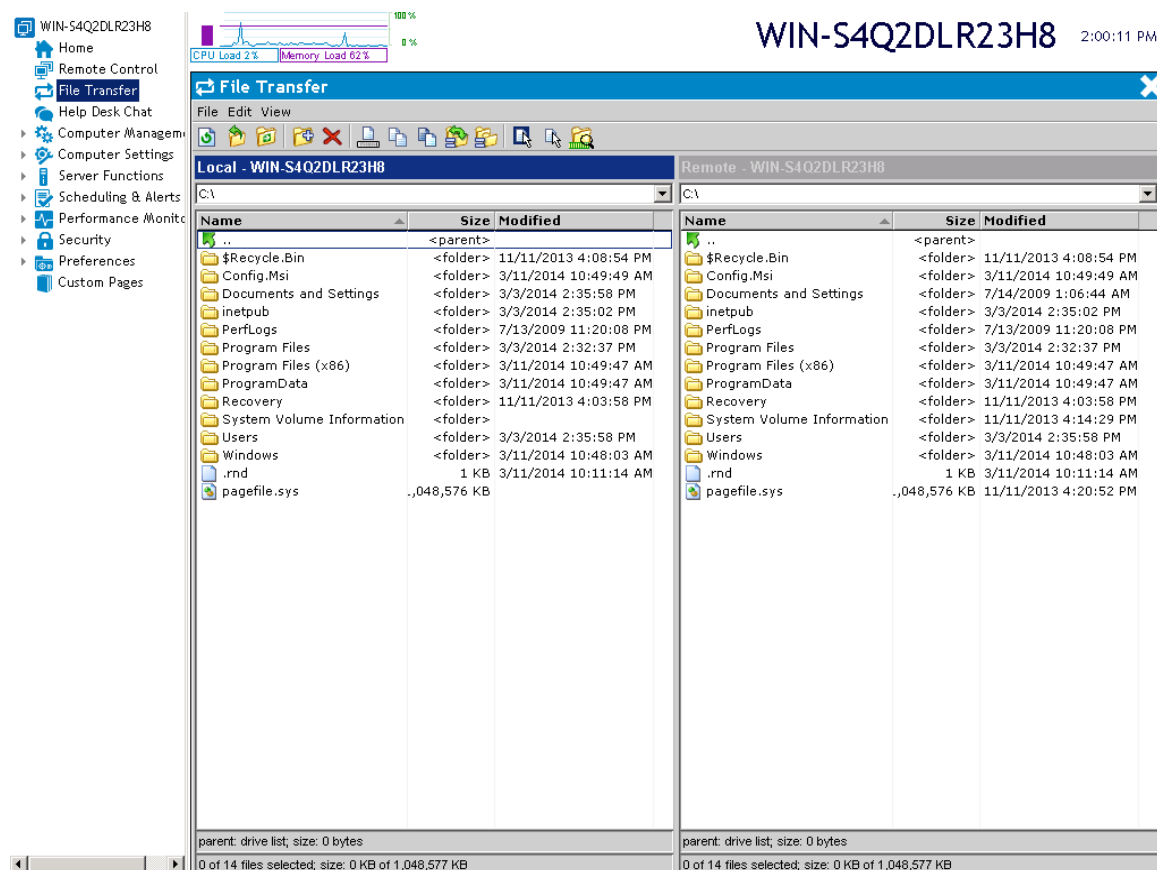 WIN-S4Q2DLR23H8
Home
Remote Control
File Transfer
Help Desk Chat
Computer Managem
Computer Settings
Server Functions
Scheduling & Alerts
Performance Monito
Security
Preferences
Custom Pages
100 %
0 %
CPU Load 2% Memory Load 62%
WIN-S4Q2DLR23H8 2:00:11 PM
File Transfer
File Edit View
Local - WIN-S4Q2DLR23H8
C:\
Name Size Modified
.. <parent>
$Recycle.Bin <folder> 11/11/2013 4:08:54 PM
Config.Msi <folder> 3/11/2014 10:49:49 AM
Documents and Settings <folder> 3/3/2014 2:35:58 PM
inetpub <folder> 3/3/2014 2:35:02 PM
PerfLogs <folder> 7/13/2009 11:20:08 PM
Program Files <folder> 3/3/2014 2:32:37 PM
Program Files (x86) <folder> 3/11/2014 10:49:47 AM
ProgramData <folder> 3/11/2014 10:49:47 AM
Recovery <folder> 11/11/2013 4:03:58 PM
System Volume Information <folder>
Users <folder> 3/3/2014 2:35:58 PM
Windows <folder> 3/11/2014 10:48:03 AM
.rnd 1 KB 3/11/2014 10:11:14 AM
pagefile.sys .,048,576 KB
parent: drive list; size: 0 bytes
0 of 14 files selected; size: 0 KB of 1,048,577 KB
Remote - WIN-S4Q2DLR23H8
C:\
Name Size Modified
.. <parent>
$Recycle.Bin <folder> 11/11/2013 4:08:54 PM
Config.Msi <folder> 3/11/2014 10:49:49 AM
Documents and Settings <folder> 7/14/2009 1:06:44 AM
inetpub <folder> 3/3/2014 2:35:02 PM
PerfLogs <folder> 7/13/2009 11:20:08 PM
Program Files <folder> 3/3/2014 2:32:37 PM
Program Files (x86) <folder> 3/11/2014 10:49:47 AM
ProgramData <folder> 3/11/2014 10:49:47 AM
Recovery <folder> 11/11/2013 4:03:58 PM
System Volume Information <folder> 11/11/2013 4:14:29 PM
Users <folder> 3/3/2014 2:35:58 PM
Windows <folder> 3/11/2014 10:48:03 AM
.rnd 1 KB 3/11/2014 10:11:14 AM
pagefile.sys .,048,576 KB 11/11/2013 4:20:52 PM
parent: drive list; size: 0 bytes
0 of 14 files selected; size: 0 KB of 1,048,577 KB